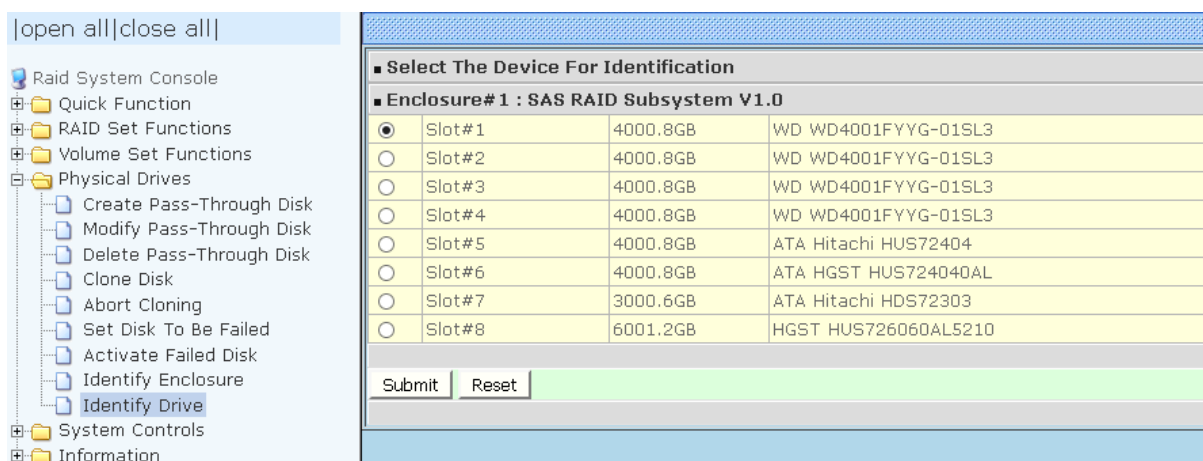 |open all|close all|
Raid System Console
Quick Function
RAID Set Functions
Volume Set Functions
Physical Drives
Create Pass-Through Disk
Modify Pass-Through Disk
Delete Pass-Through Disk
Clone Disk
Abort Cloning
Set Disk To Be Failed
Activate Failed Disk
Identify Enclosure
Identify Drive
System Controls
Information
Select The Device For Identification
Enclosure#1 : SAS RAID Subsystem V1.0
Slot#1 4000.8GB WD WD4001FYYG-01SL3
Slot#2 4000.8GB WD WD4001FYYG-01SL3
Slot#3 4000.8GB WD WD4001FYYG-01SL3
Slot#4 4000.8GB WD WD4001FYYG-01SL3
Slot#5 4000.8GB ATA Hitachi HUS72404
Slot#6 4000.8GB ATA HGST HUS724040AL
Slot#7 3000.6GB ATA Hitachi HDS72303
Slot#8 6001.2GB HGST HUS726060AL5210
Submit Reset